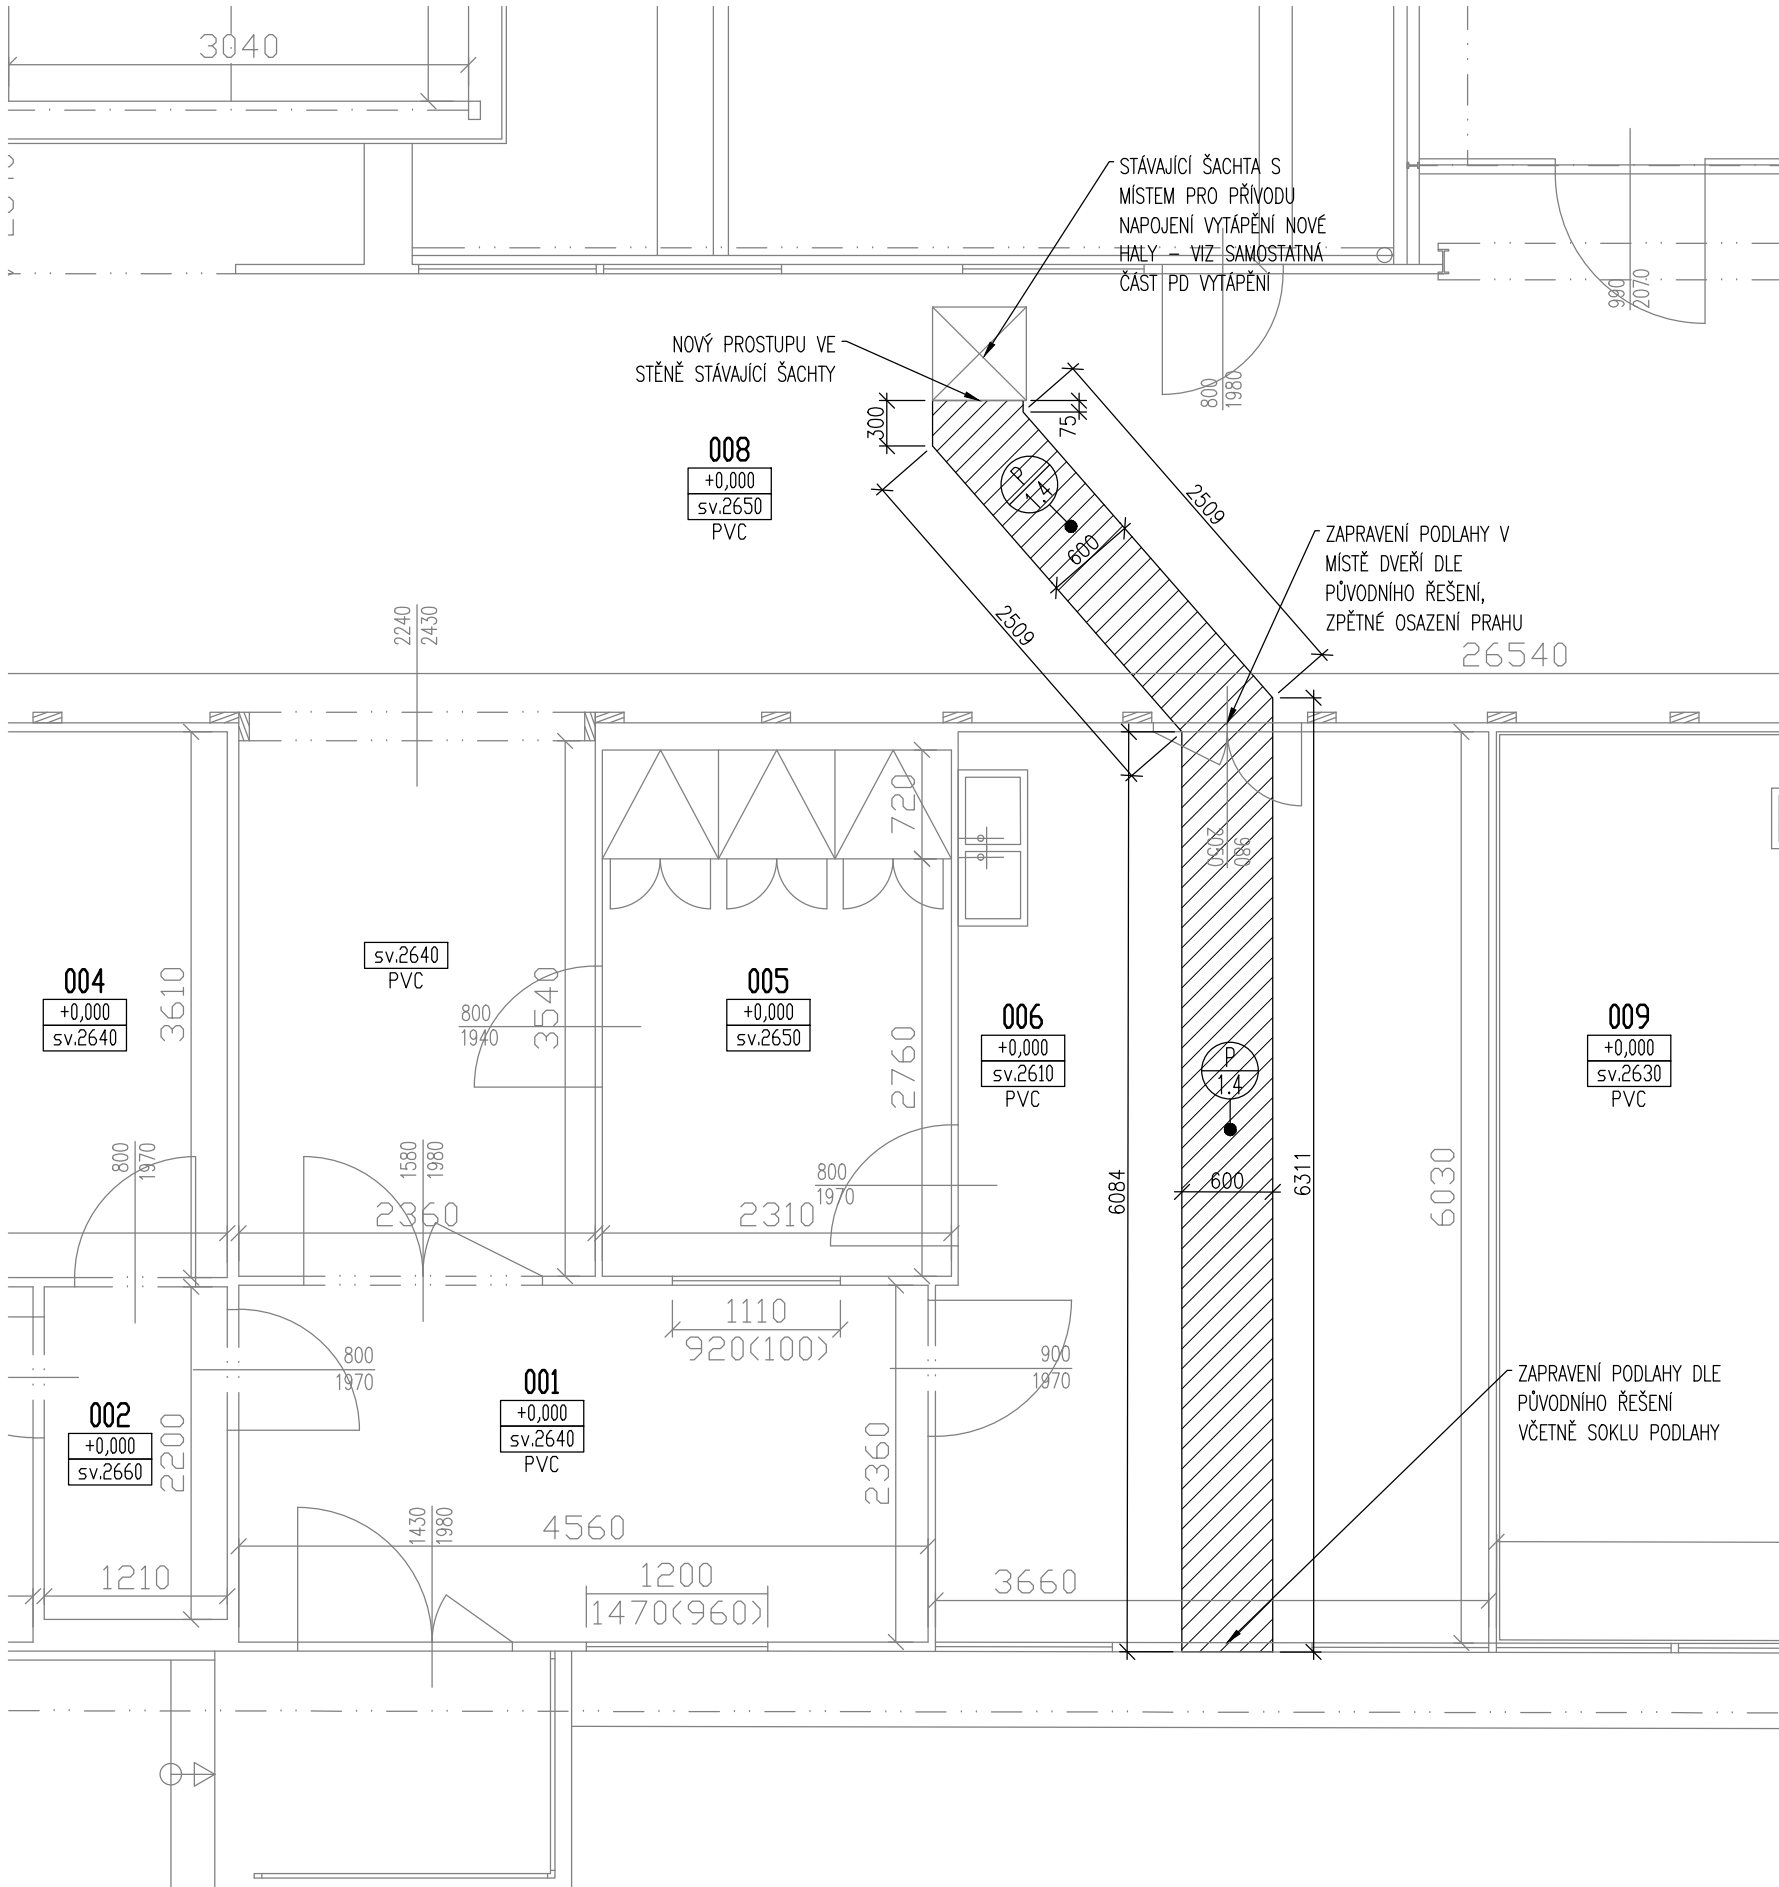 3040
STÁVAJÍCÍ ŠACHTA S
MÍSTEM PRO PŘÍVODU
NAPOJENÍ VYTÁPĚNÍ NOVÉ
HALY – VIZ SAMOSTATNÁ
ČÁST PD VYTÁPĚNÍ
980
2070
NOVÝ PROSTUPU VE
STĚNĚ STÁVAJÍCÍ ŠACHTY
800
1980
300
75
008
+0,000
sv.2650
PVC
P
1.4
2509
600
2509
ZAPRAVENÍ PODLAHY V
MÍSTĚ DVEŘÍ DLE
PŮVODNÍHO ŘEŠENÍ,
ZPĚTNÉ OSAZENÍ PRAHU
2240
2430
26540
720
2050
980
sv.2640
PVC
004
+0,000
sv.2640
3610
3540
800
1940
005
+0,000
sv.2650
2760
006
+0,000
sv.2610
PVC
P
1.4
009
+0,000
sv.2630
PVC
800
1970
1580
1980
800
1970
6084
600
6311
6030
2360
2310
1110
920(100)
800
1970
900
1970
001
+0,000
sv.2640
PVC
002
+0,000
sv.2660
2200
2360
ZAPRAVENÍ PODLAHY DLE
PŮVODNÍHO ŘEŠENÍ
VČETNĚ SOKLU PODLAHY
1430
1980
4560
1210
1200
1470(960)
3660